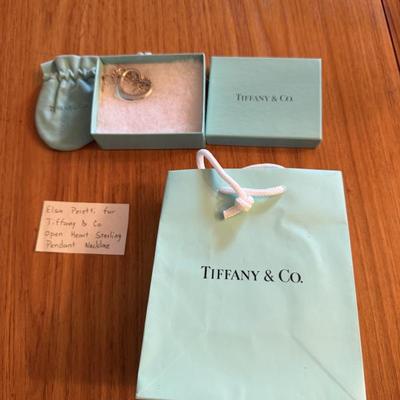 TIFFANY & CO.
Elsa Peretti for
Tiffany & Co
Open Heart Sterling
Pendant Necklace
TIFFANY & CO.